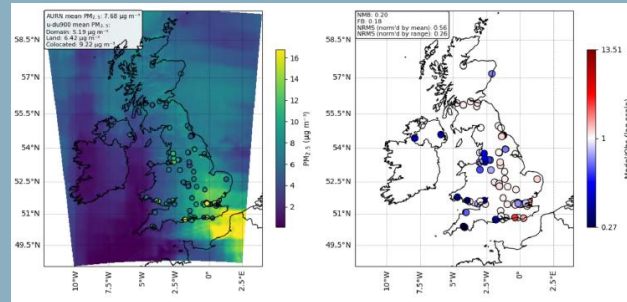 AURN mean PM₂.₅: 7.68 µg m⁻³
u-du900 mean PM₂.₅:
Domain: 5.19 µg m⁻³
Land: 6.42 µg m⁻³
Colocated: 9.22 µg m⁻³
57°N
55.5°N
54°N
52.5°N
51°N
49.5°N
10°W
7.5°W
5°W
2.5°W
0°
2.5°E
16
14
12
10
8
6
4
2
PM₂.₅ (µg m⁻³)
NMB: 0.20
FB: 0.18
NRMS (norm'd by mean): 0.56
NRMS (norm'd by range): 0.26
57°N
55.5°N
54°N
52.5°N
51°N
49.5°N
10°W
7.5°W
5°W
2.5°W
0°
2.5°E
13.51
1
0.27